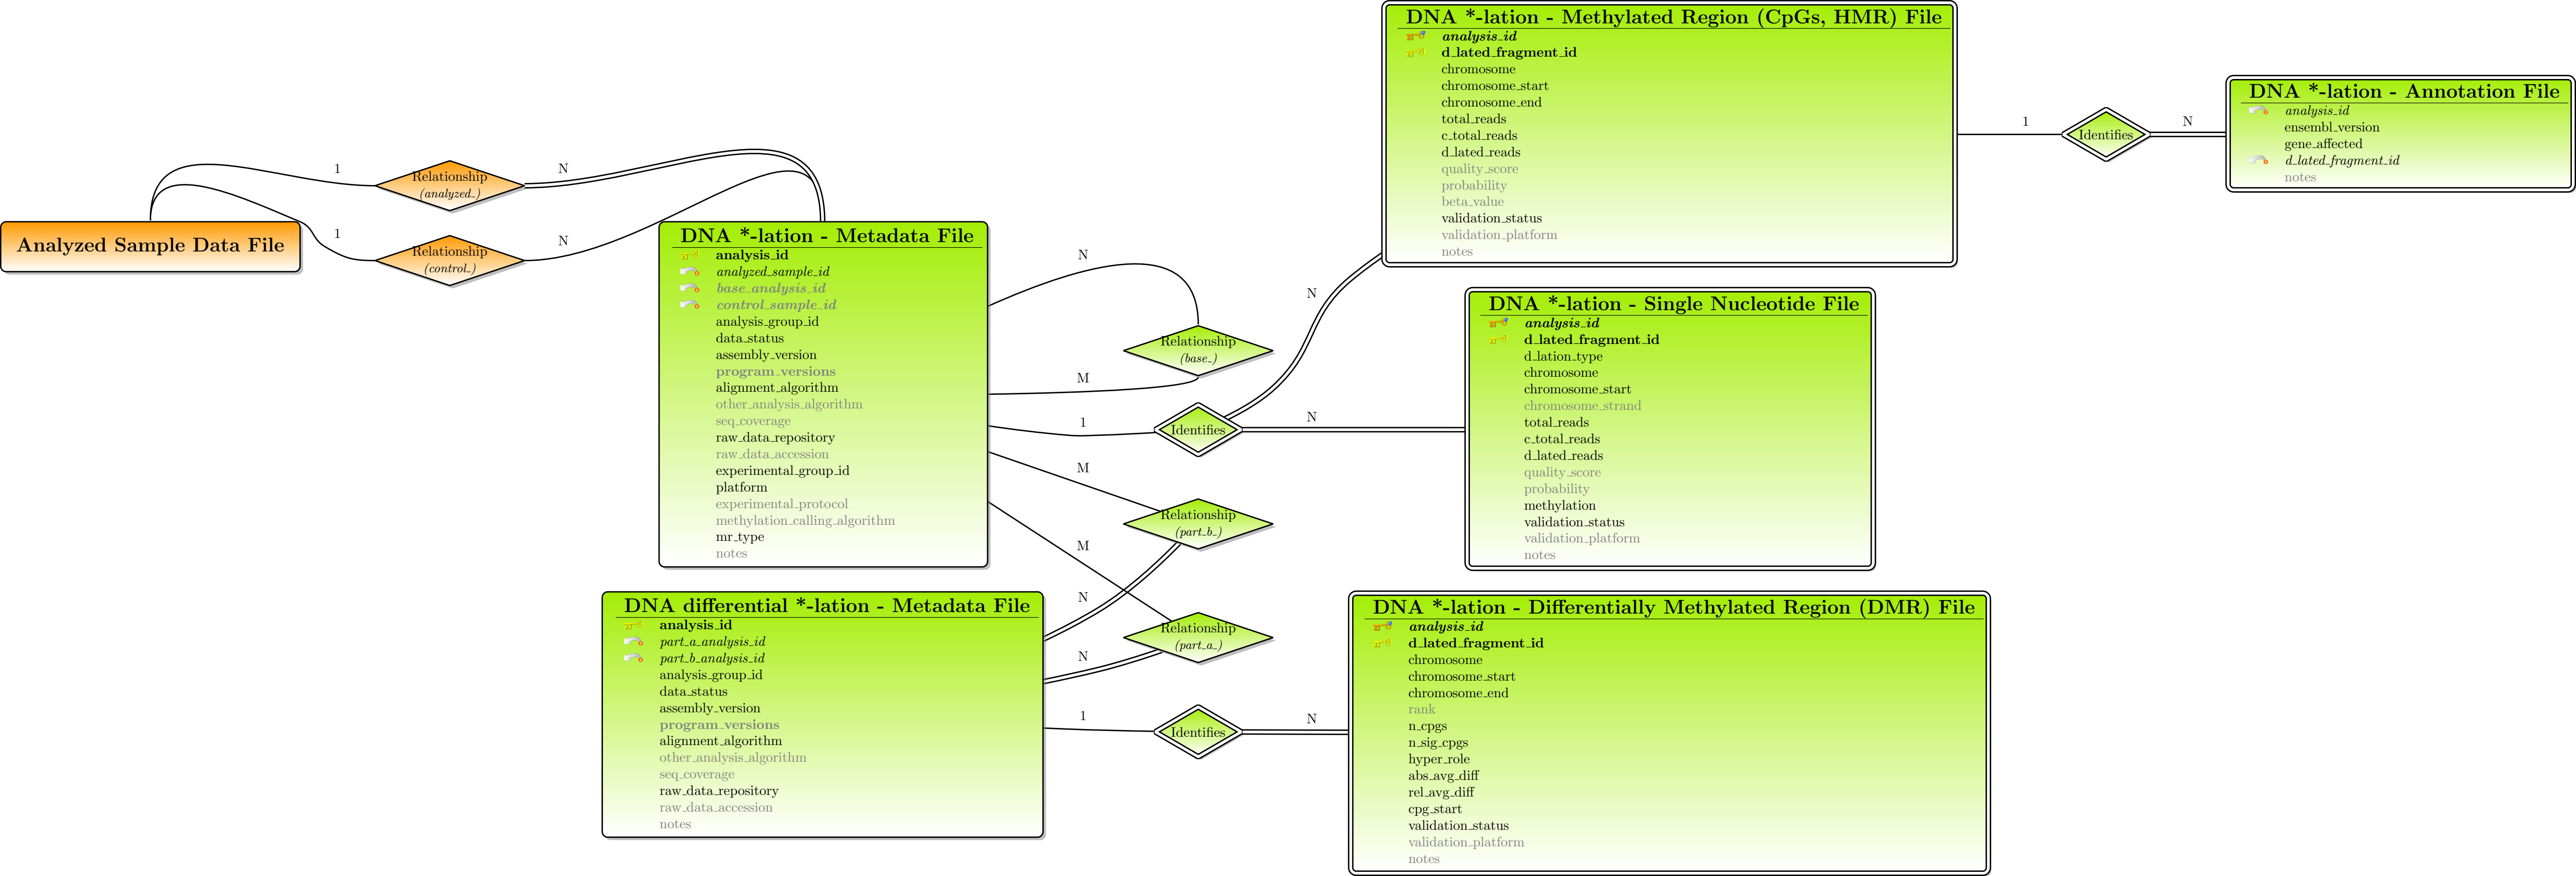 Analyzed Sample Data File
1
Relationship
(analyzed_)
N
1
Relationship
(control_)
N
DNA *-lation - Metadata File
analysis_id
analyzed_sample_id
base_analysis_id
control_sample_id
analysis_group_id
data_status
assembly_version
program_versions
alignment_algorithm
other_analysis_algorithm
seq_coverage
raw_data_repository
raw_data_accession
experimental_group_id
platform
experimental_protocol
methylation_calling_algorithm
mr_type
notes
DNA differential *-lation - Metadata File
analysis_id
part_a_analysis_id
part_b_analysis_id
analysis_group_id
data_status
assembly_version
program_versions
alignment_algorithm
other_analysis_algorithm
seq_coverage
raw_data_repository
raw_data_accession
notes
N
Relationship
(base_)
M
1
Identifies
N
N
M
Relationship
(part_b_)
N
M
Relationship
(part_a_)
N
1
Identifies
N
DNA *-lation - Methylated Region (CpGs, HMR) File
analysis_id
d_lated_fragment_id
chromosome
chromosome_start
chromosome_end
total_reads
c_total_reads
d_lated_reads
quality_score
probability
beta_value
validation_status
validation_platform
notes
DNA *-lation - Single Nucleotide File
analysis_id
d_lated_fragment_id
d_lation_type
chromosome
chromosome_start
chromosome_strand
total_reads
c_total_reads
d_lated_reads
quality_score
probability
methylation
validation_status
validation_platform
notes
DNA *-lation - Differentially Methylated Region (DMR) File
analysis_id
d_lated_fragment_id
chromosome
chromosome_start
chromosome_end
rank
n_cpgs
n_sig_cpgs
hyper_role
abs_avg_diff
rel_avg_diff
cpg_start
validation_status
validation_platform
notes
1
Identifies
N
DNA *-lation - Annotation File
analysis_id
ensembl_version
gene_affected
d_lated_fragment_id
notes